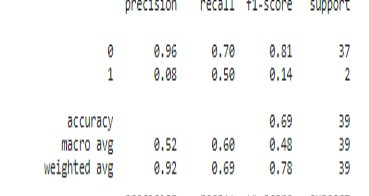 precision recall f1-score support
0 0.96 0.70 0.81 37
1 0.08 0.50 0.14 2
accuracy 0.69 39
macro avg 0.52 0.60 0.48 39
weighted avg 0.92 0.69 0.78 39